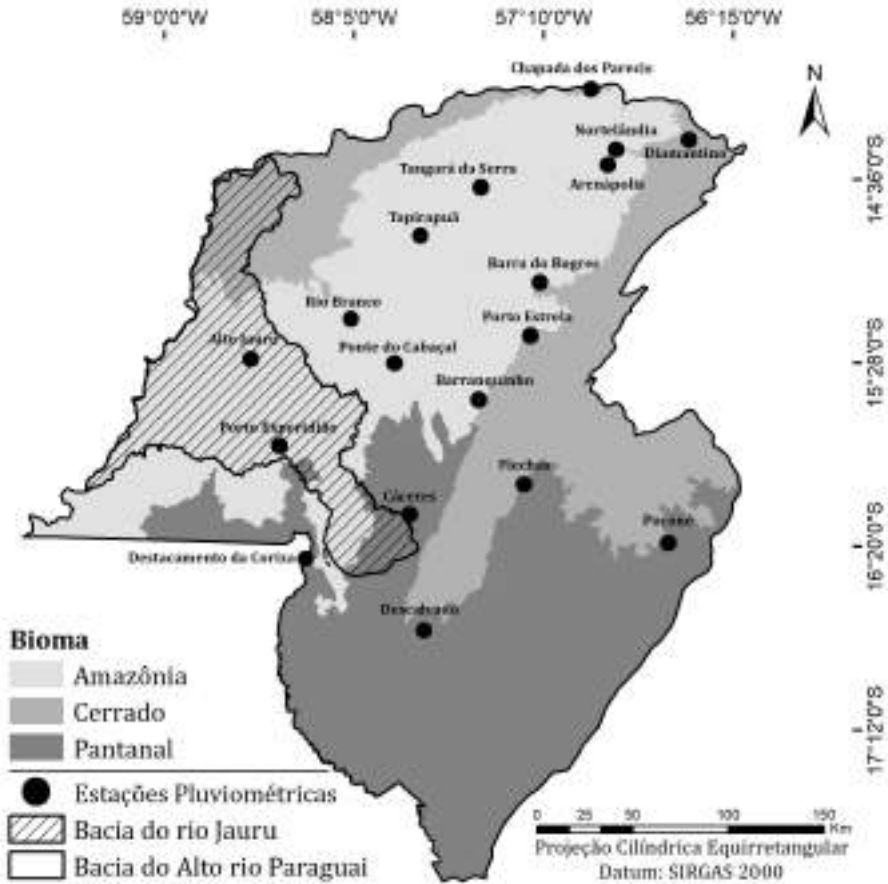 59°0'0"W 58°5'0"W 57°10'0"W 56°15'0"W
Chapada dos Parecis
N
Nortelândia
Diamantino
14°36'0"S
Tangará da Serra
Arenápolis
Tapirapuã
Barra do Bugres
Rio Branco
Porto Estrela
Alto Jauru
Ponte do Cabaçal
15°28'0"S
Barranquinho
Porto Esperidião
Flechas
Cáceres
Poconé
16°20'0"S
Destacamento da Corixa
Descalvado
Bioma
Amazônia
Cerrado
Pantanal
17°12'0"S
Estações Pluviométricas
Bacia do rio Jauru
Bacia do Alto rio Paraguai
0 25 50 100 150
Km
Projeção Cilíndrica Equirretangular
Datum: SIRGAS 2000